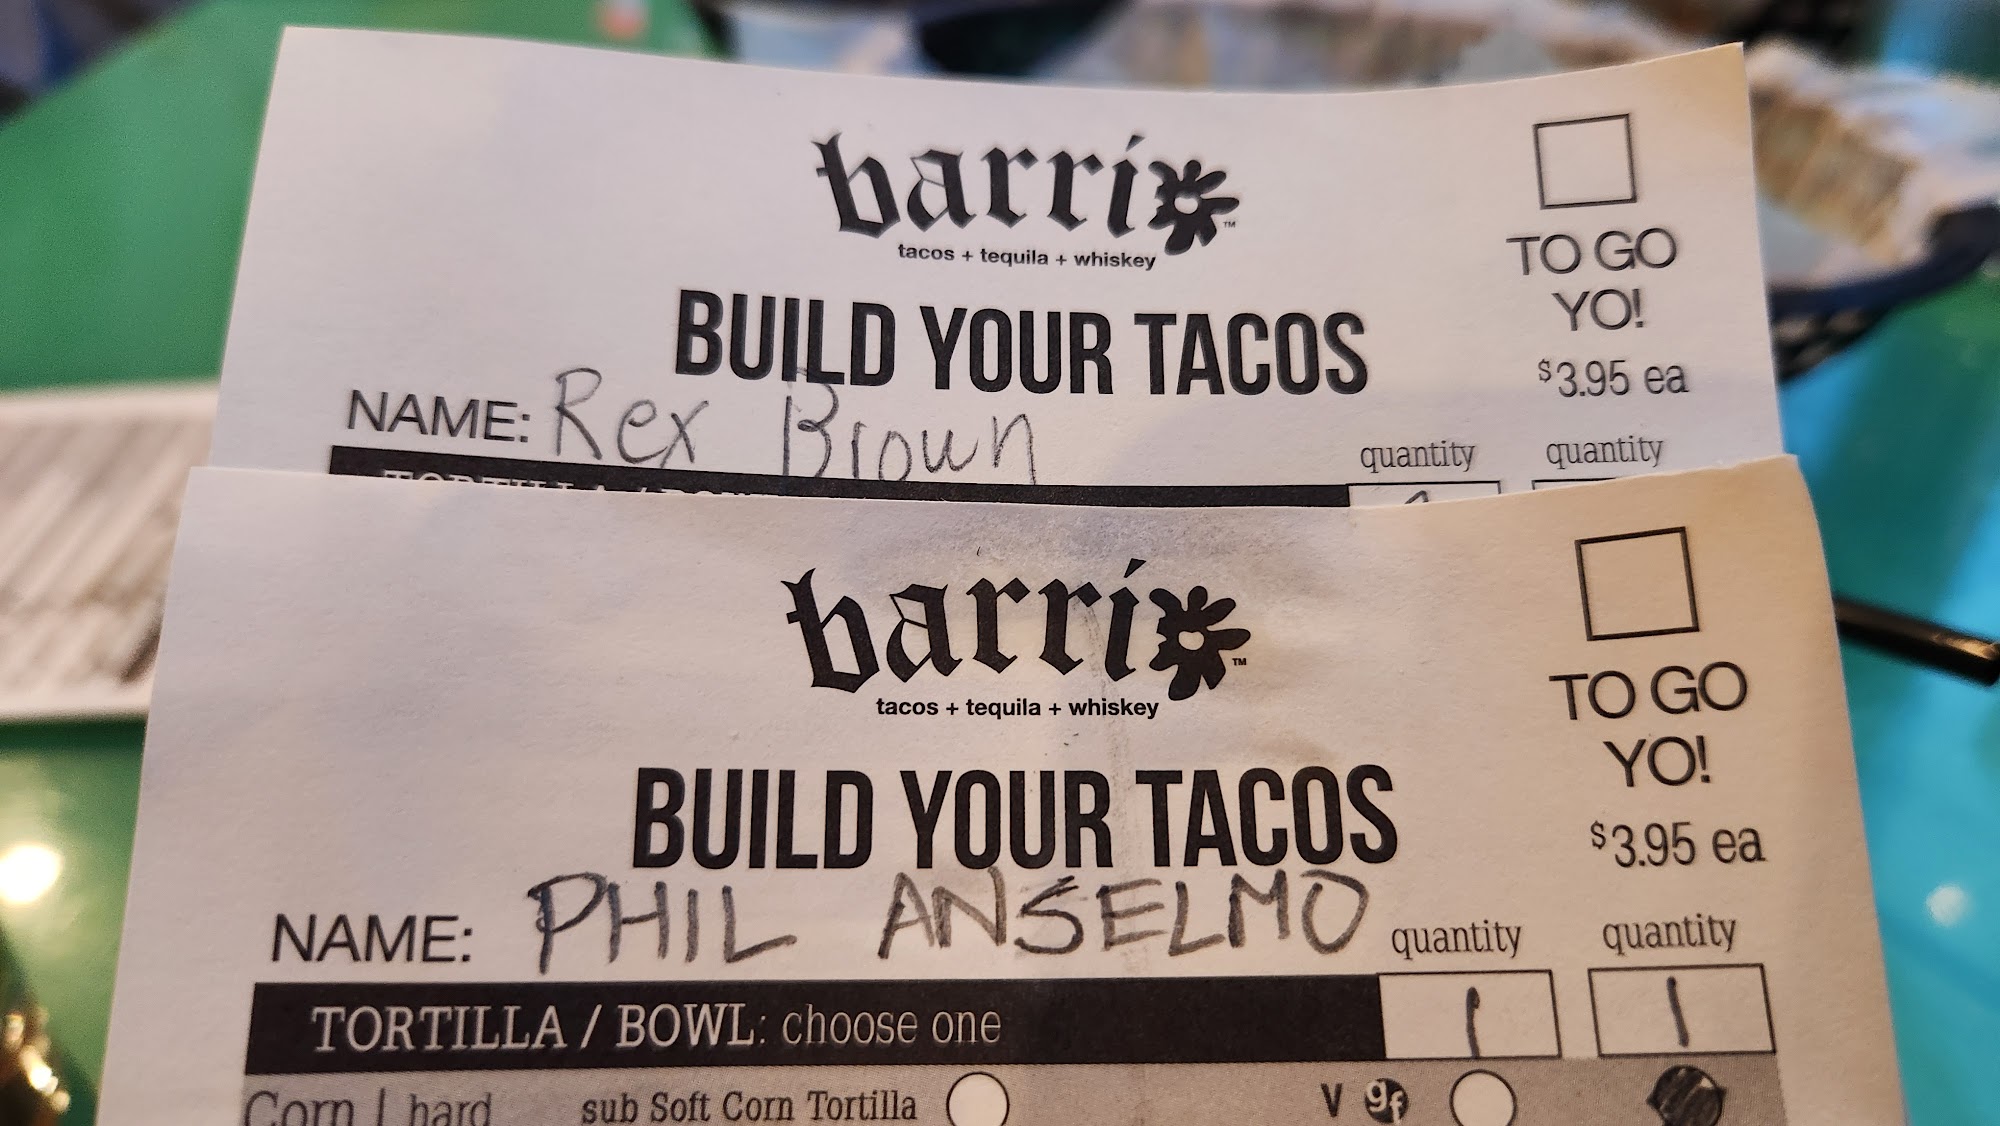 barrio™
tacos + tequila + whiskey
TO GO
YO!
BUILD YOUR TACOS
$3.95 ea
NAME: Rex Brown
quantity quantity
barrio™
tacos + tequila + whiskey
TO GO
YO!
BUILD YOUR TACOS
$3.95 ea
NAME: PHIL ANSELMO
quantity quantity
TORTILLA / BOWL: choose one 1 1
Corn | hard sub Soft Corn Tortilla V gf